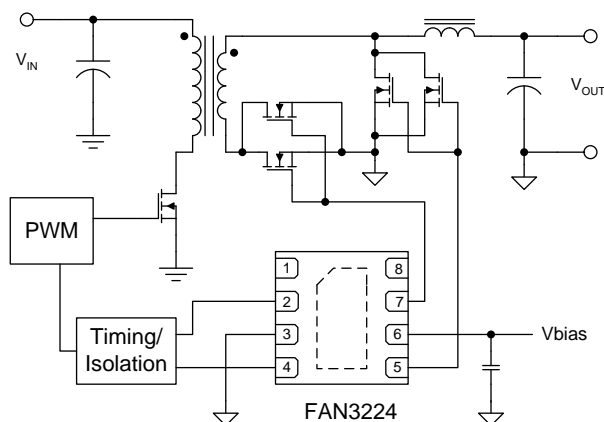 VIN
VOUT
PWM
Timing/
Isolation
1
8
2
7
3
6
4
5
Vbias
FAN3224